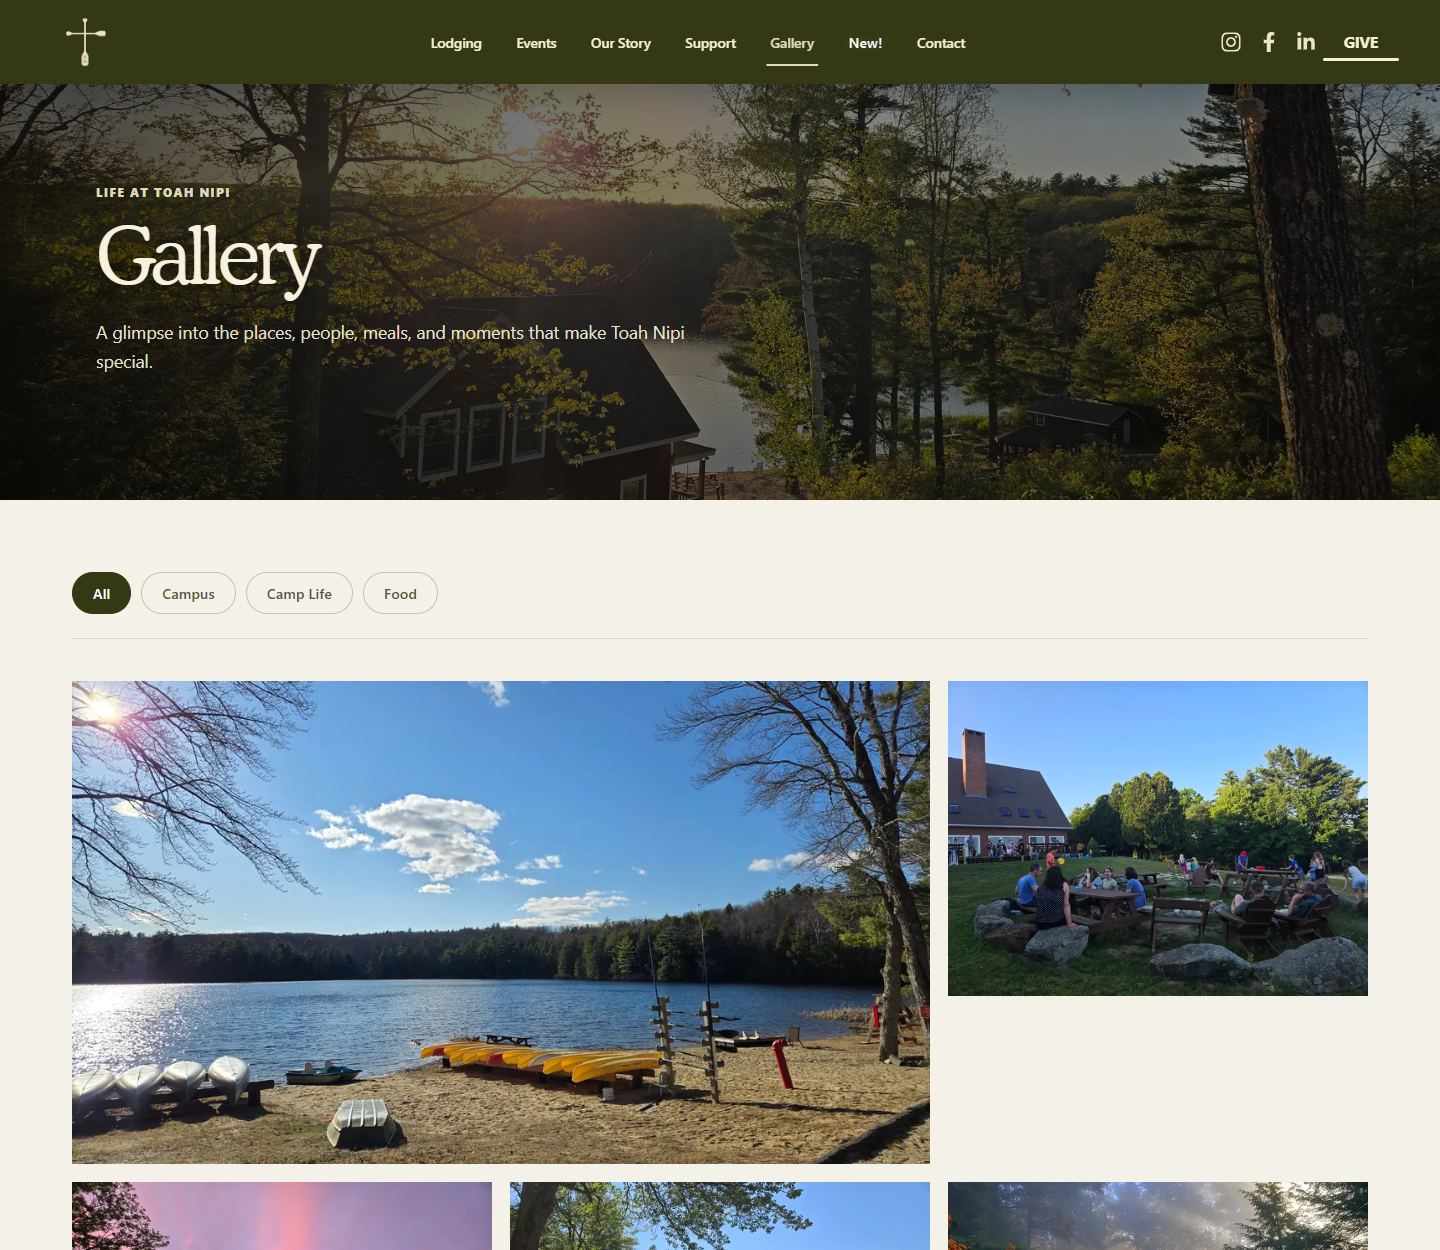 Lodging Events Our Story Support Gallery New! Contact GIVE
LIFE AT TOAH NIPI
Gallery
A glimpse into the places, people, meals, and moments that make Toah Nipi
special.
All Campus Camp Life Food